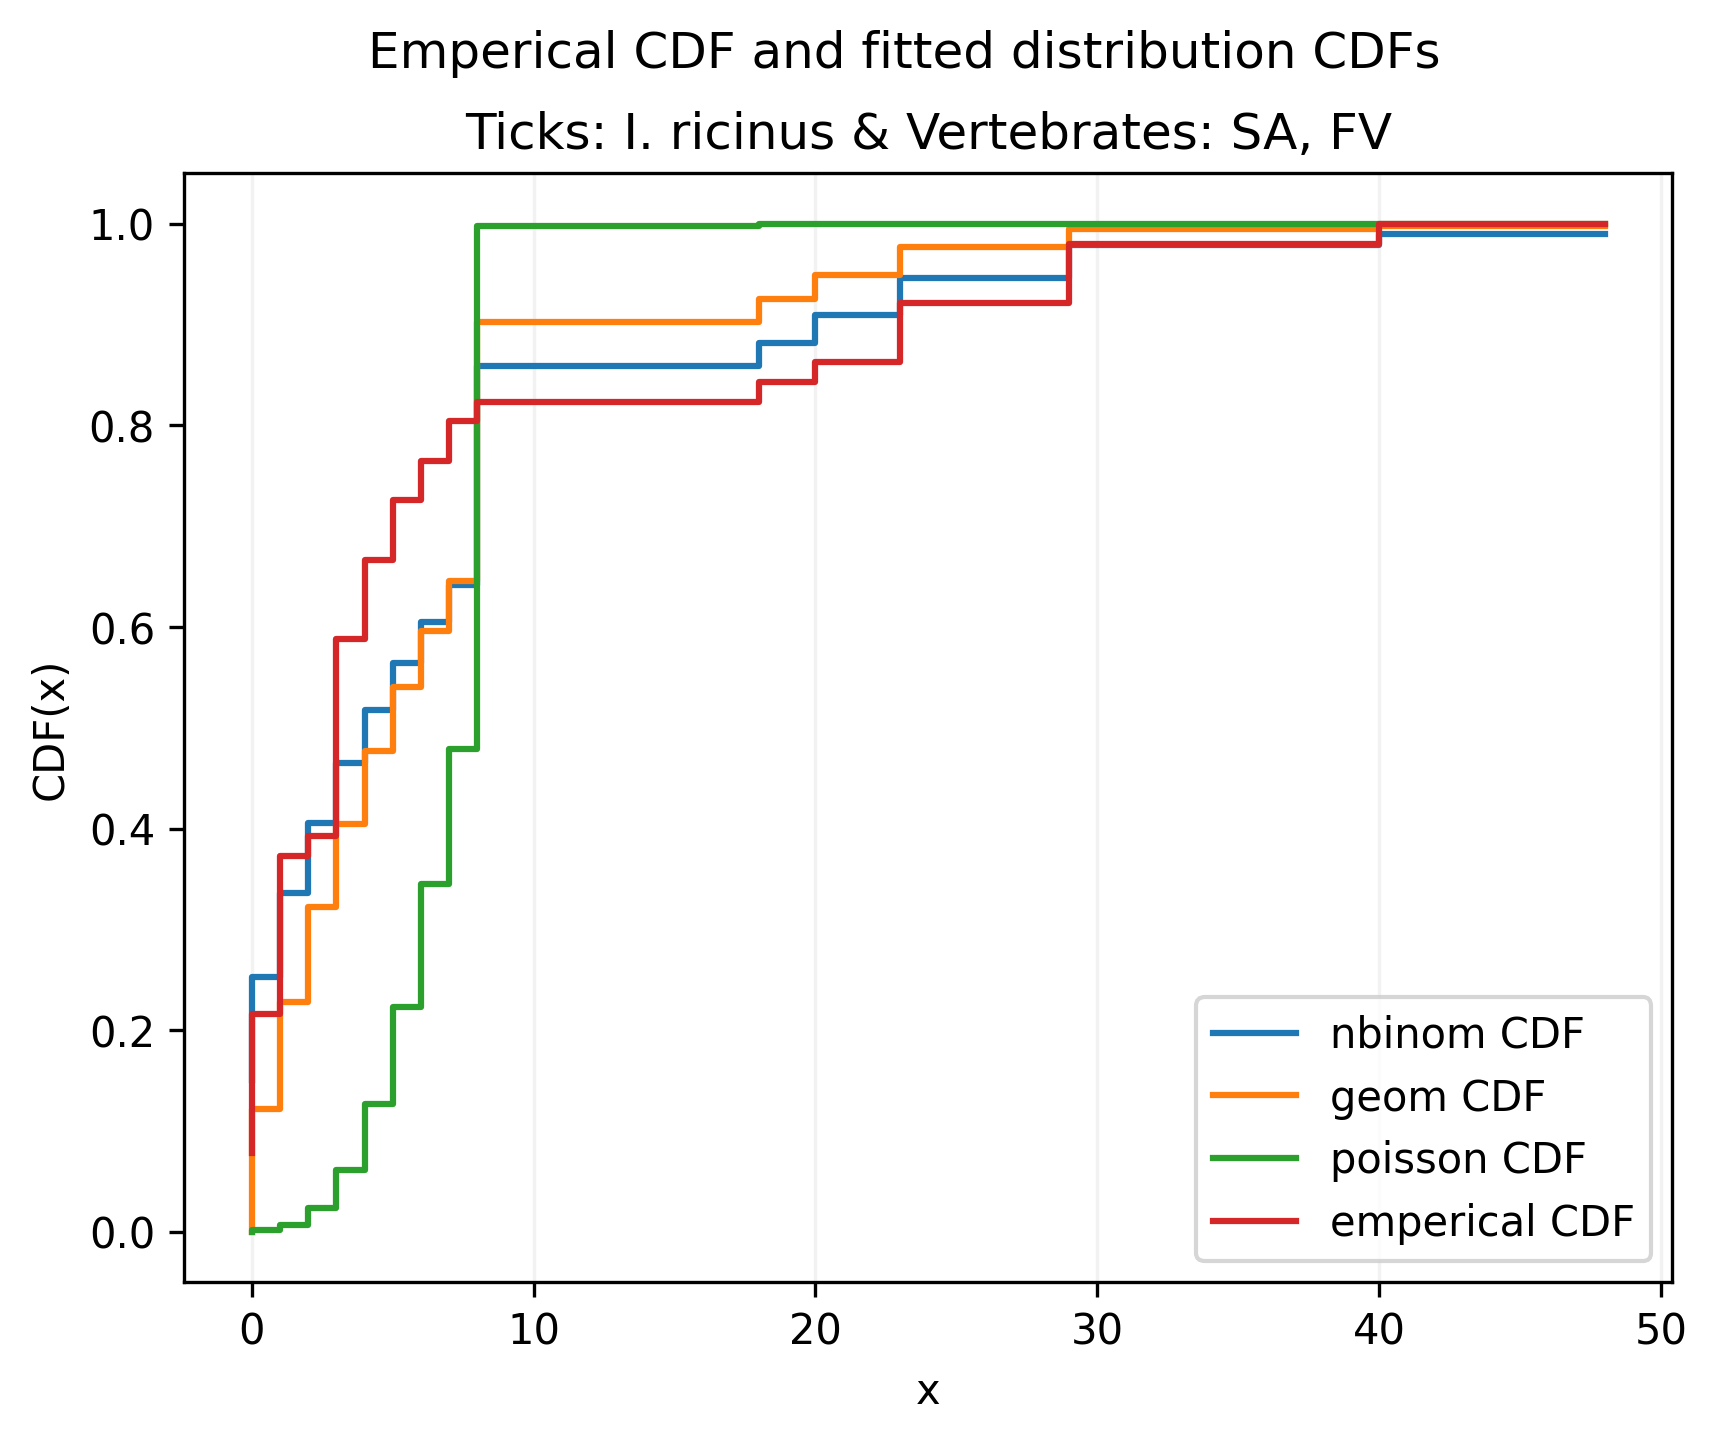 Emperical CDF and fitted distribution CDFs
Ticks: I. ricinus & Vertebrates: SA, FV
1.0
0.8
0.6
0.4
0.2
0.0
CDF(x)
nbinom CDF
geom CDF
poisson CDF
emperical CDF
0 10 20 30 40 50
x